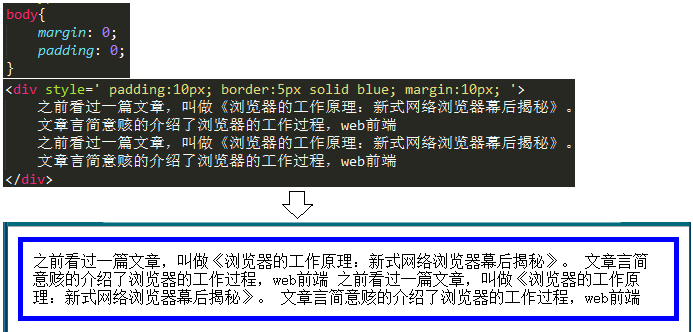 body{
margin: 0;
padding: 0;
}
<div style=' padding:10px; border:5px solid blue; margin:10px; '>
之前看过一篇文章，叫做《浏览器的工作原理：新式网络浏览器幕后揭秘》。
文章言简意赅的介绍了浏览器的工作过程，web前端
之前看过一篇文章，叫做《浏览器的工作原理：新式网络浏览器幕后揭秘》。
文章言简意赅的介绍了浏览器的工作过程，web前端
</div>
之前看过一篇文章，叫做《浏览器的工作原理：新式网络浏览器幕后揭秘》。 文章言简
意赅的介绍了浏览器的工作过程，web前端 之前看过一篇文章，叫做《浏览器的工作原
理：新式网络浏览器幕后揭秘》。 文章言简意赅的介绍了浏览器的工作过程，web前端